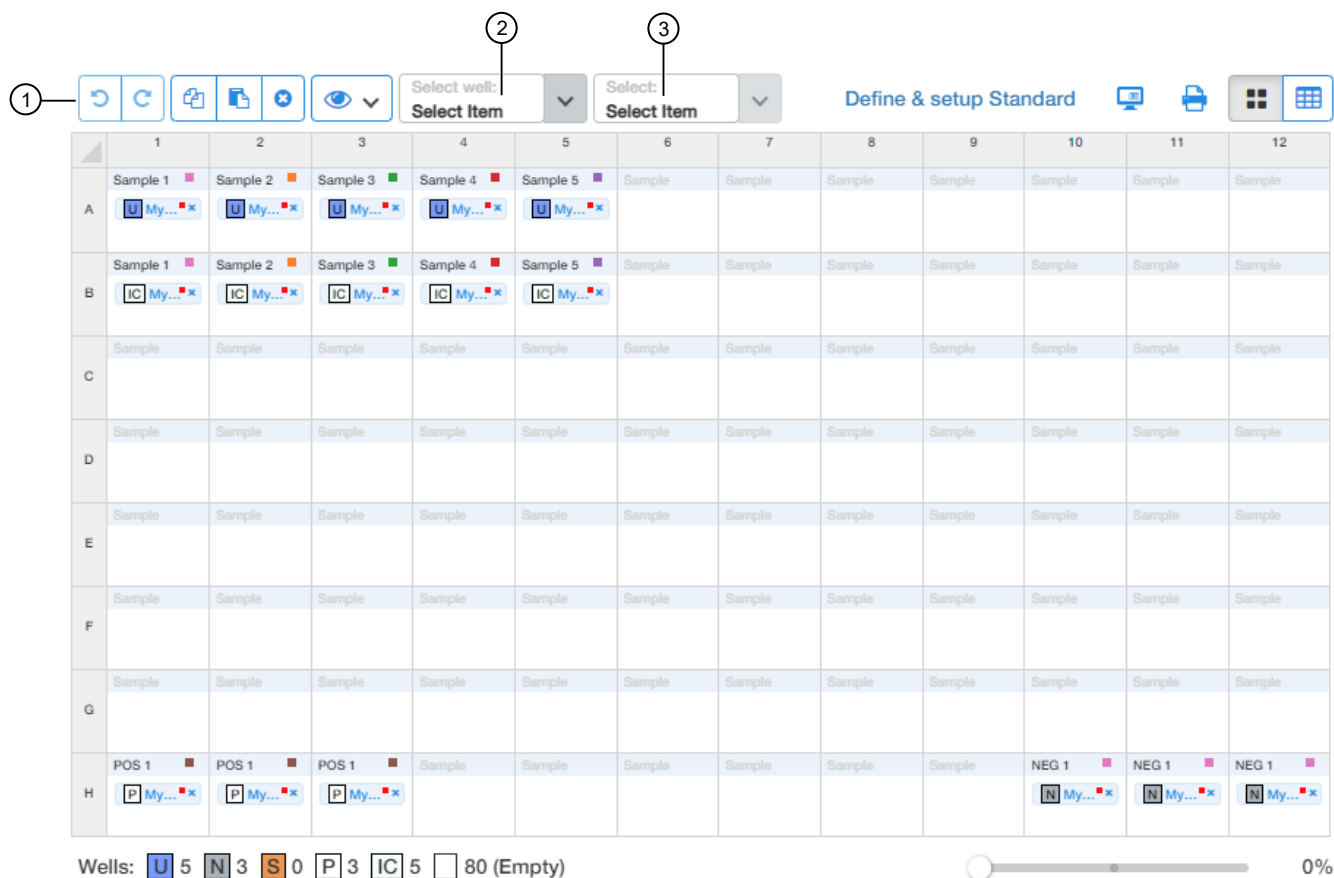 2 3
1
Select well: Select:
Select Item Select Item Define & setup Standard
1 2 3 4 5 6 7 8 9 10 11 12
Sample 1 Sample 2 Sample 3 Sample 4 Sample 5 Sample Sample Sample Sample Sample Sample Sample
A U My... U My... U My... U My... U My...
Sample 1 Sample 2 Sample 3 Sample 4 Sample 5 Sample Sample Sample Sample Sample Sample Sample
B IC My... IC My... IC My... IC My... IC My...
Sample Sample Sample Sample Sample Sample Sample Sample Sample Sample Sample Sample
C
Sample Sample Sample Sample Sample Sample Sample Sample Sample Sample Sample Sample
D
Sample Sample Sample Sample Sample Sample Sample Sample Sample Sample Sample Sample
E
Sample Sample Sample Sample Sample Sample Sample Sample Sample Sample Sample Sample
F
Sample Sample Sample Sample Sample Sample Sample Sample Sample Sample Sample Sample
G
POS 1 POS 1 POS 1 Sample Sample Sample Sample Sample Sample NEG 1 NEG 1 NEG 1
H P My... P My... P My... N My... N My... N My...
Wells: U 5 N 3 S 0 P 3 IC 5 80 (Empty) 0%